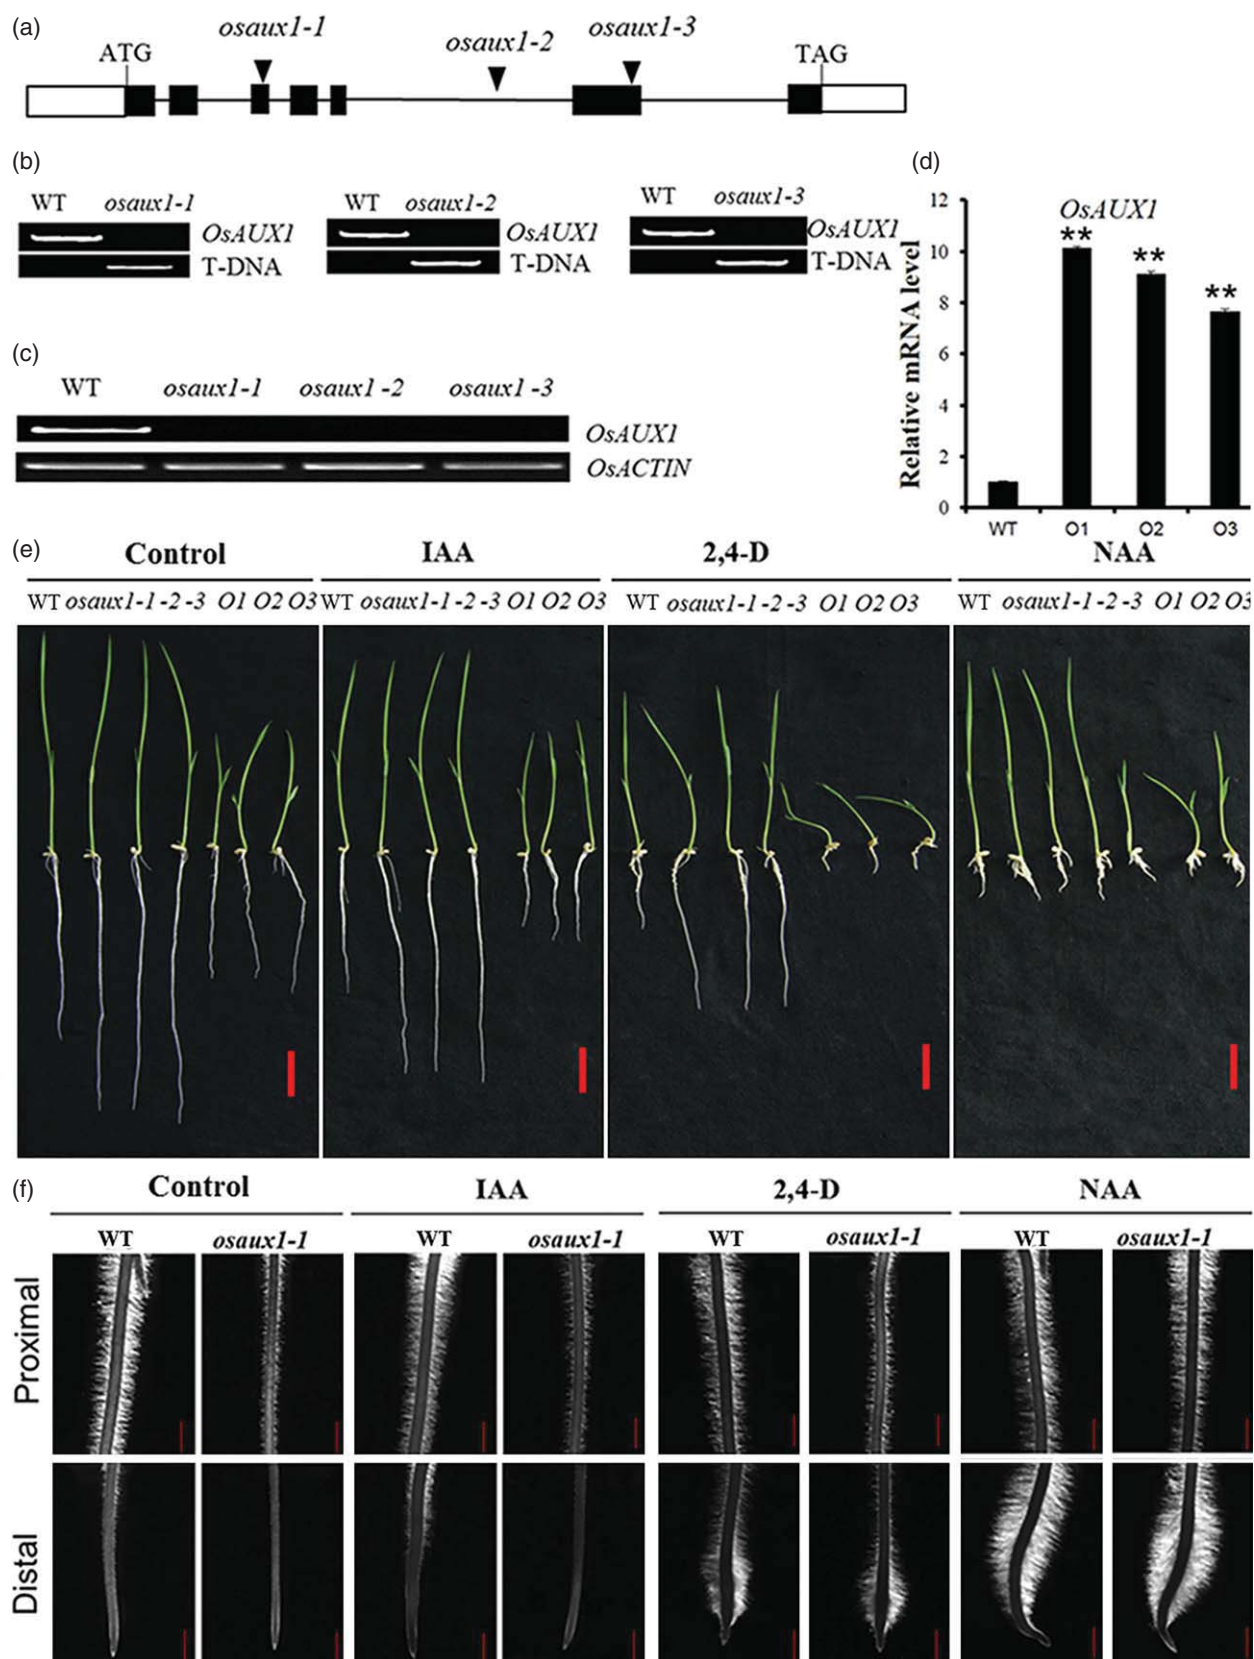 (a)
osaux1-1
osaux1-2
osaux1-3
ATG
TAG
(b)
WT osaux1-1
OsAUX1
T-DNA
WT osaux1-2
OsAUX1
T-DNA
WT osaux1-3
OsAUX1
T-DNA
(c)
WT osaux1-1 osaux1 -2 osaux1 -3
OsAUX1
OsACTIN
(d)
OsAUX1
Relative mRNA level
12
10
8
6
4
2
0
** ** **
WT O1 O2 O3
(e)
Control IAA 2,4-D NAA
WT osaux1-1 -2 -3 O1 O2 O3
WT osaux1-1 -2 -3 O1 O2 O3
WT osaux1-1 -2 -3 O1 O2 O3
WT osaux1-1 -2 -3 O1 O2 O3
(f)
Control IAA 2,4-D NAA
WT osaux1-1 WT osaux1-1 WT osaux1-1 WT osaux1-1
Proximal
Distal